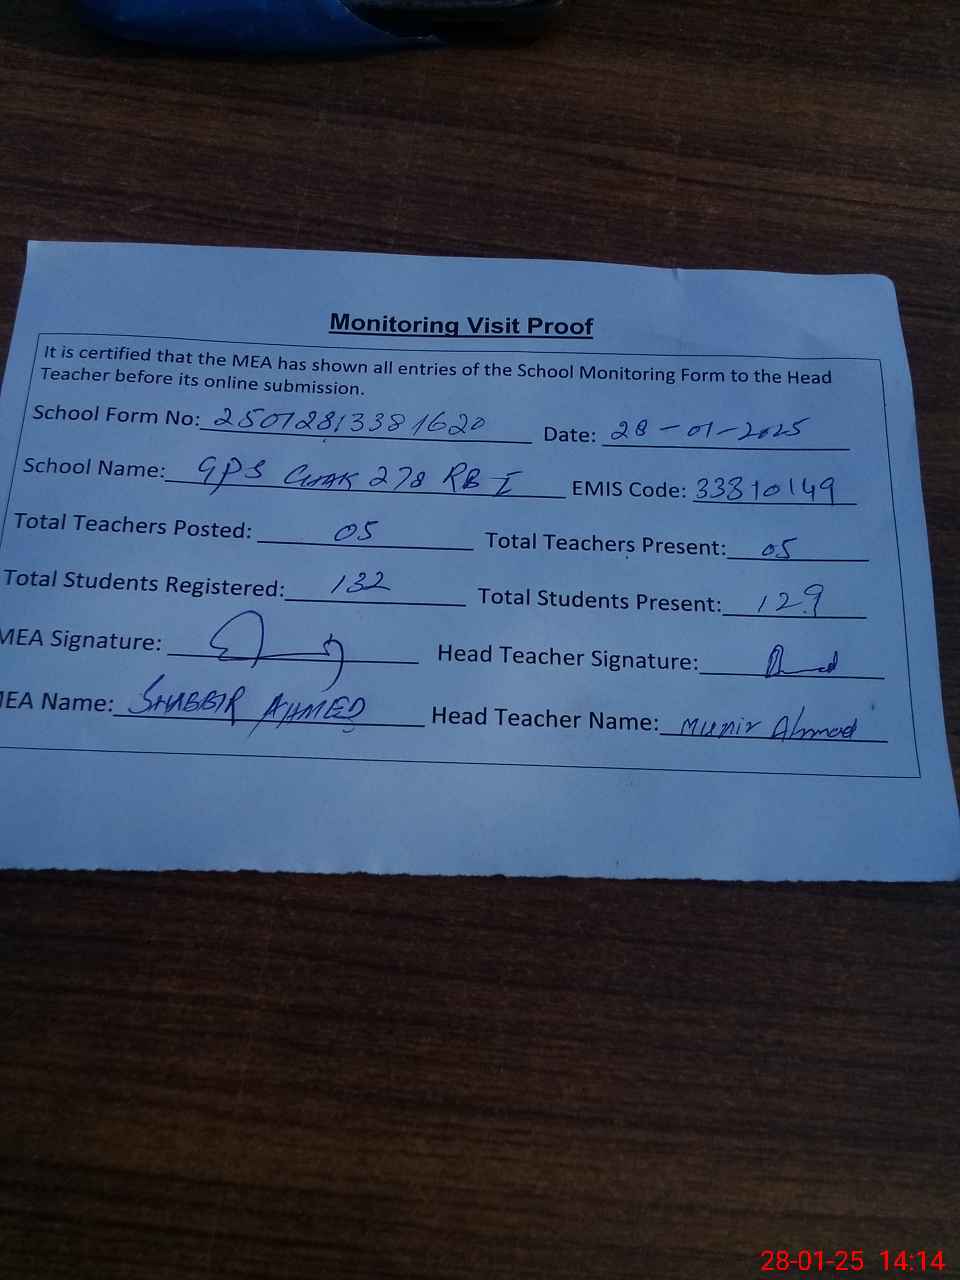 Monitoring Visit Proof
It is certified that the MEA has shown all entries of the School Monitoring Form to the Head
Teacher before its online submission.
School Form No: 2501281338 1620 Date: 28-01-2025
School Name: GPS CHAK 278 RB I EMIS Code: 33810149
Total Teachers Posted: 05 Total Teachers Present: 05
Total Students Registered: 132 Total Students Present: 129
MEA Signature: Head Teacher Signature:
MEA Name: SHABBIR AHMED Head Teacher Name: Munir Ahmad
28-01-25 14:14